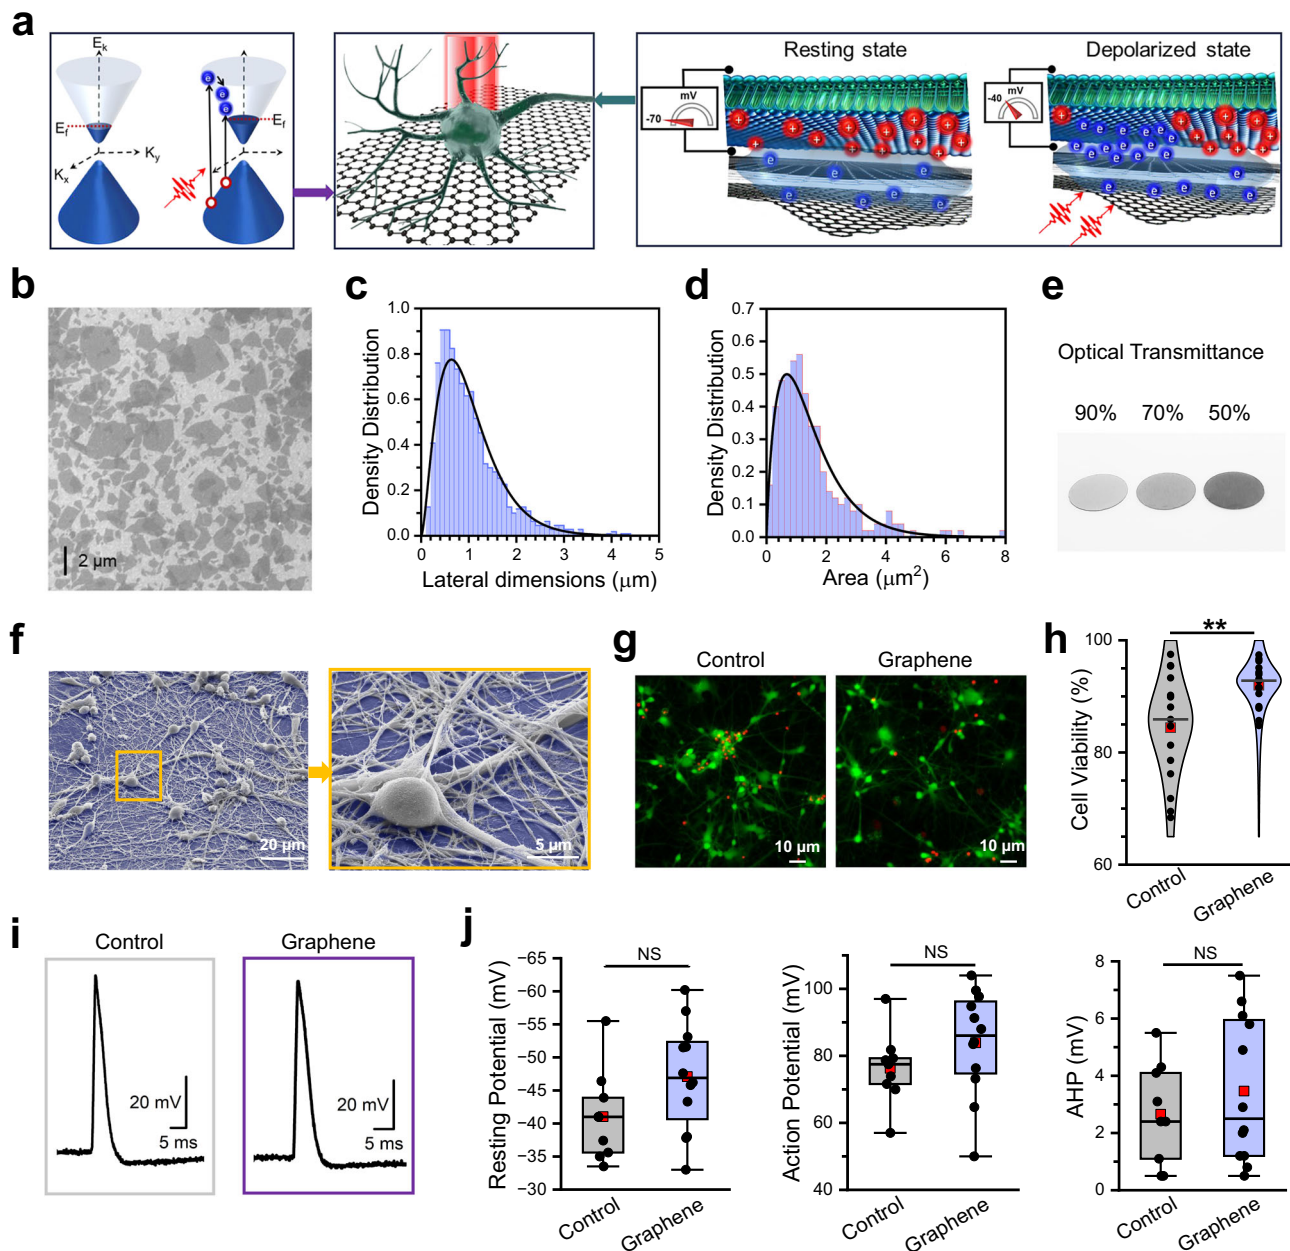 a
E_k
E_f
K_y
K_x
e
e
e
E_f
Resting state
Depolarized state
mV
-70
mV
-40
+ + + + + + + + + + +
e e e e e
+ + + + + + +
e e e e e e e e e e e e e e e e
b
2 µm
c
Density Distribution
1.0
0.8
0.6
0.4
0.2
0.0
0 1 2 3 4 5
Lateral dimensions (µm)
d
Density Distribution
0.7
0.6
0.5
0.4
0.3
0.2
0.1
0.0
0 2 4 6 8
Area (µm²)
e
Optical Transmittance
90% 70% 50%
f
20 µm
5 µm
g
Control
Graphene
10 µm
10 µm
h
Cell Viability (%)
100
80
60
**
Control
Graphene
i
Control
Graphene
20 mV
5 ms
20 mV
5 ms
j
Resting Potential (mV)
−65
−60
−55
−50
−45
−40
−35
−30
NS
Control
Graphene
Action Potential (mV)
100
80
60
40
NS
Control
Graphene
AHP (mV)
8
6
4
2
0
NS
Control
Graphene